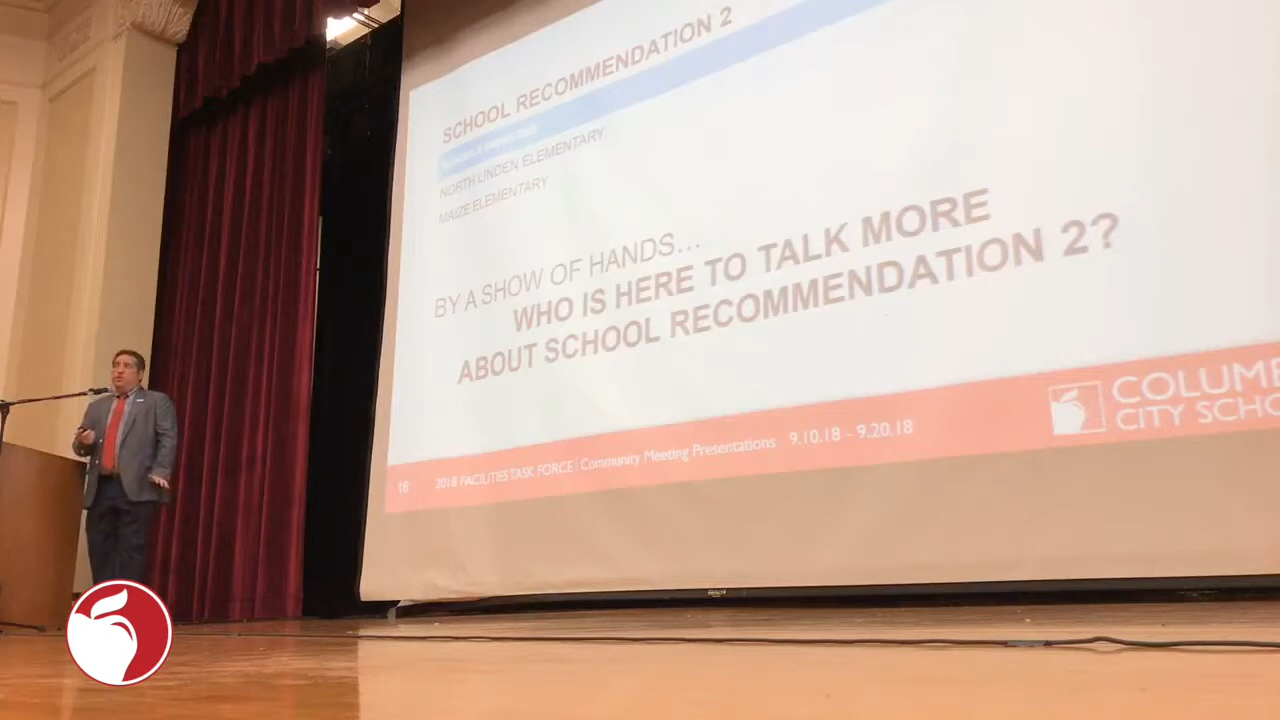 SCHOOL RECOMMENDATION 2
NORTH LINDEN ELEMENTARY
MAIZE ELEMENTARY
BY A SHOW OF HANDS...
WHO IS HERE TO TALK MORE
ABOUT SCHOOL RECOMMENDATION 2?
COLUMB
CITY SCHO
2018 FACILITIES TASK FORCE | Community Meeting Presentations 9.10.18 - 9.20.18